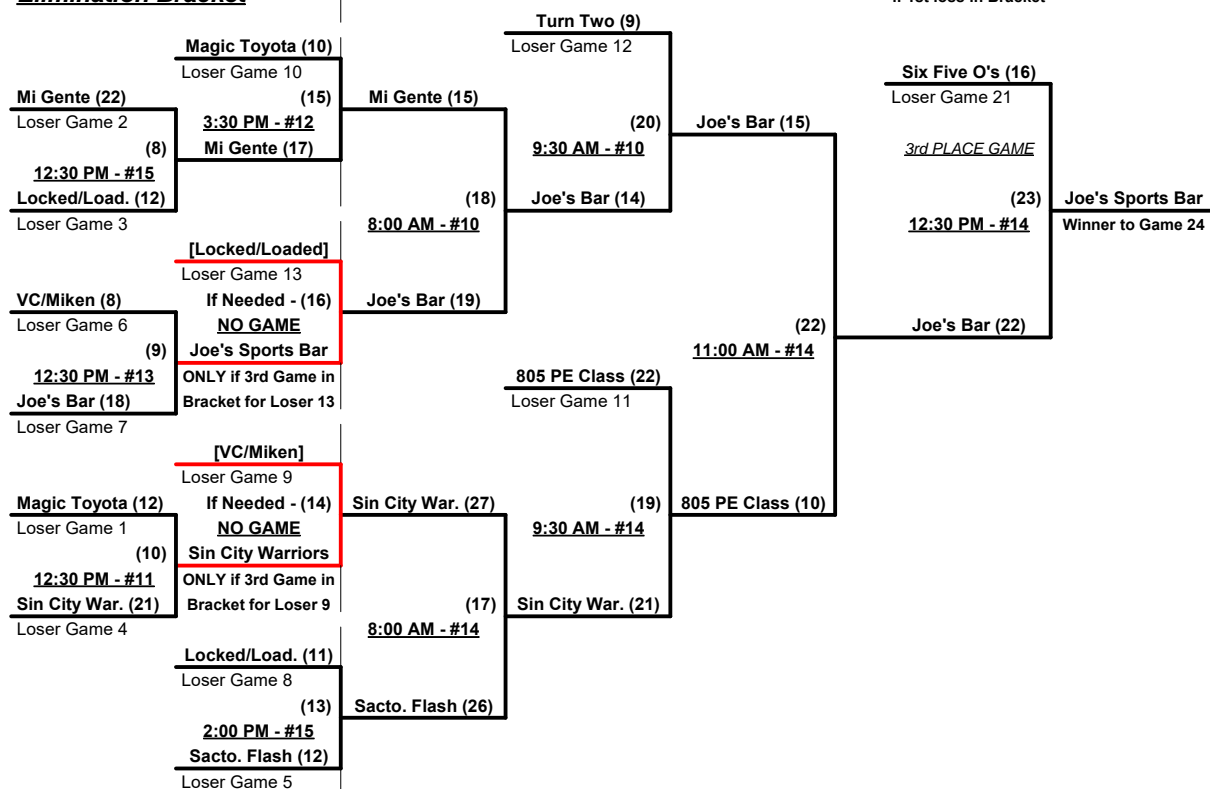 Elimination Bracket
If 1st loss in Bracket
Turn Two (9)
Loser Game 12
Magic Toyota (10)
Loser Game 10
(15)
3:30 PM - #12
Mi Gente (17)
Mi Gente (22)
Loser Game 2
(8)
12:30 PM - #15
Locked/Load. (12)
Loser Game 3
Mi Gente (15)
(18)
8:00 AM - #10
Joe's Bar (19)
(20)
9:30 AM - #10
Joe's Bar (14)
Joe's Bar (15)
Six Five O's (16)
Loser Game 21
3rd PLACE GAME
(23)
12:30 PM - #14
Joe's Sports Bar
Winner to Game 24
Joe's Bar (22)
[Locked/Loaded]
Loser Game 13
If Needed - (16)
NO GAME
Joe's Sports Bar
ONLY if 3rd Game in
Bracket for Loser 13
VC/Miken (8)
Loser Game 6
(9)
12:30 PM - #13
Joe's Bar (18)
Loser Game 7
(22)
11:00 AM - #14
805 PE Class (22)
Loser Game 11
(19)
9:30 AM - #14
805 PE Class (10)
Sin City War. (21)
[VC/Miken]
Loser Game 9
If Needed - (14)
NO GAME
Sin City Warriors
ONLY if 3rd Game in
Bracket for Loser 9
Magic Toyota (12)
Loser Game 1
(10)
12:30 PM - #11
Sin City War. (21)
Loser Game 4
Sin City War. (27)
(17)
8:00 AM - #14
Sacto. Flash (26)
Locked/Load. (11)
Loser Game 8
(13)
2:00 PM - #15
Sacto. Flash (12)
Loser Game 5